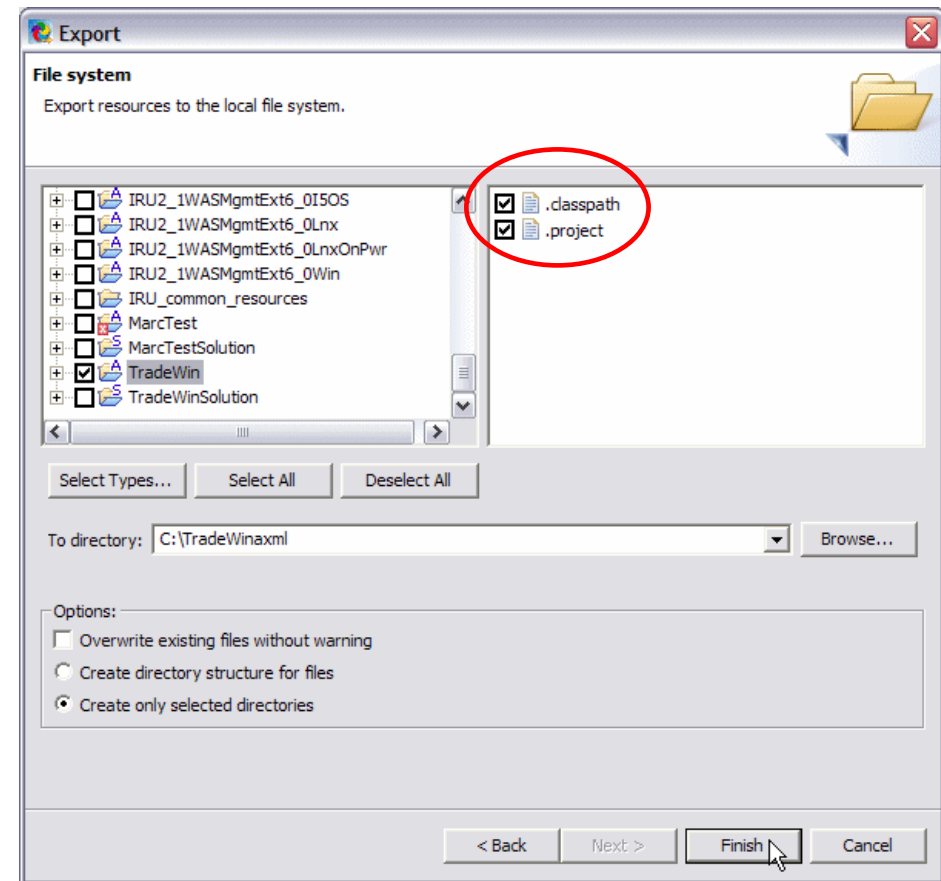 Export
File system
Export resources to the local file system.
IRU2_1WASMgmtExt6_0I5OS
IRU2_1WASMgmtExt6_0Lnx
IRU2_1WASMgmtExt6_0LnxOnPwr
IRU2_1WASMgmtExt6_0Win
IRU_common_resources
MarcTest
MarcTestSolution
TradeWin
TradeWinSolution
.classpath
.project
Select Types...
Select All
Deselect All
To directory: C:\TradeWinaxml
Browse...
Options:
Overwrite existing files without warning
Create directory structure for files
Create only selected directories
< Back
Next >
Finish
Cancel